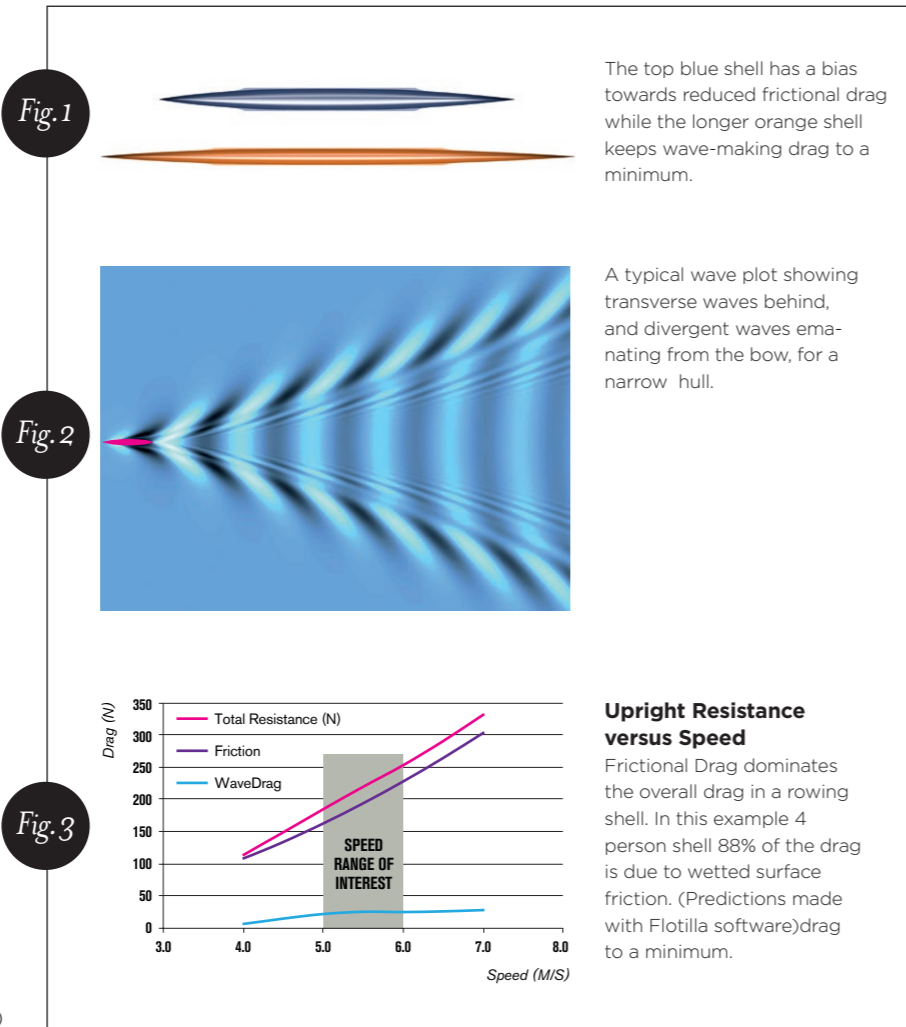 Fig.1
The top blue shell has a bias
towards reduced frictional drag
while the longer orange shell
keeps wave-making drag to a
minimum.
Fig.2
A typical wave plot showing
transverse waves behind,
and divergent waves ema-
nating from the bow, for a
narrow hull.
Fig.3
Drag (N)
350
300
250
200
150
100
50
0
Total Resistance (N)
Friction
WaveDrag
SPEED
RANGE OF
INTEREST
3.0 4.0 5.0 6.0 7.0 8.0
Speed (M/S)
Upright Resistance
versus Speed
Frictional Drag dominates
the overall drag in a rowing
shell. In this example 4
person shell 88% of the drag
is due to wetted surface
friction. (Predictions made
with Flotilla software)drag
to a minimum.
)